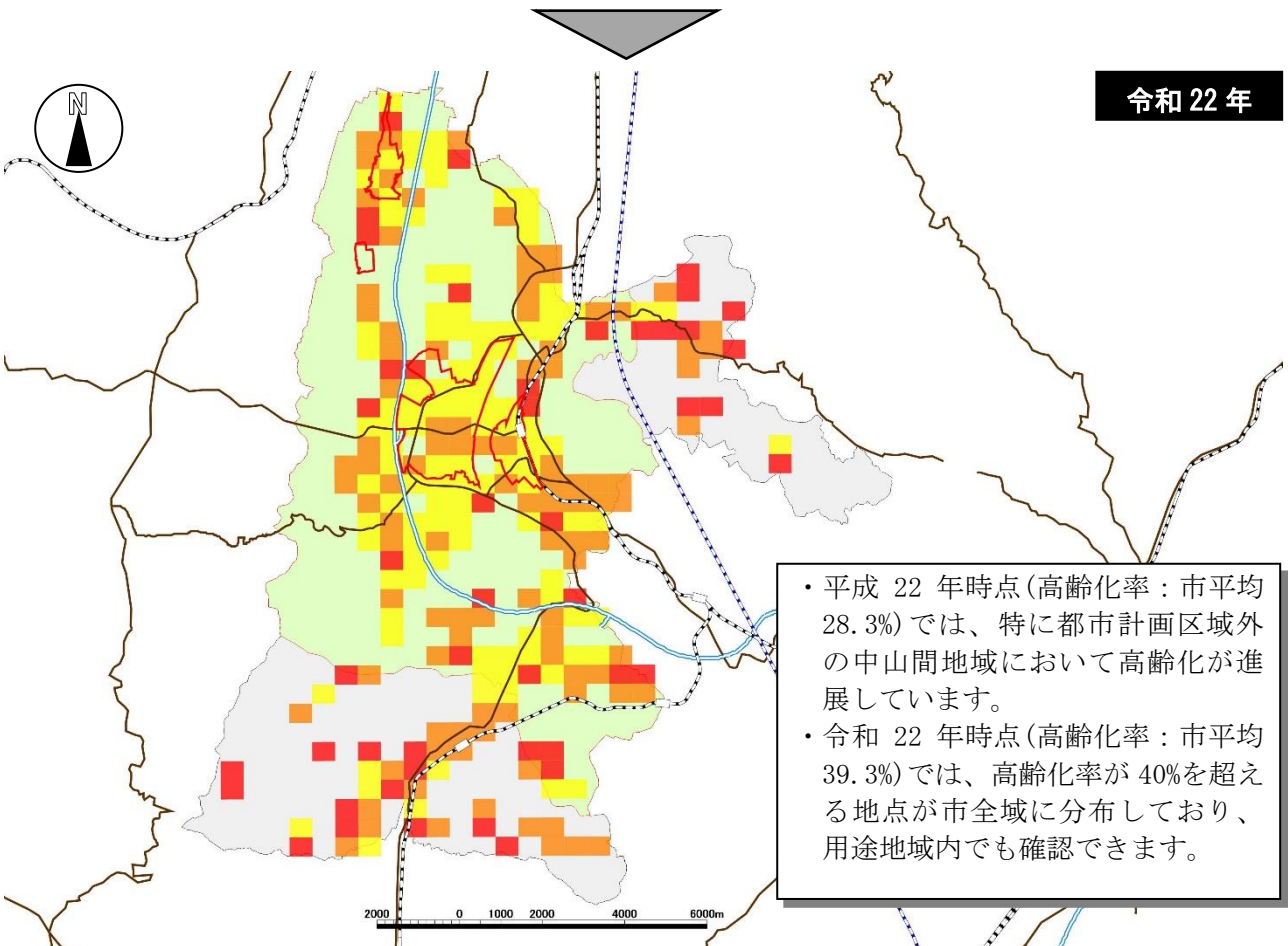 令和 22 年
N
・平成 22 年時点(高齢化率：市平均
28.3%)では、特に都市計画区域外
の中山間地域において高齢化が進
展しています。
・令和 22 年時点(高齢化率：市平均
39.3%)では、高齢化率が 40%を超え
る地点が市全域に分布しており、
用途地域内でも確認できます。
2000 0 1000 2000 4000 6000m